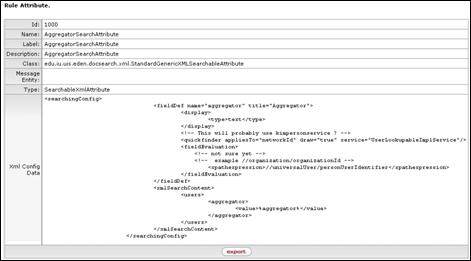 Rule Attribute.
Id: 1000
Name: AggregatorSearchAttribute
Label: AggregatorSearchAttribute
Description: AggregatorSearchAttribute
Class: edu.iu.uis.eden.docsearch.xml.StandardGenericXMLSearchableAttribute
Message Entity:
Type: SearchableXmlAttribute
Xml Config Data
<searchingConfig>
<fieldDef name="aggregator" title="Aggregator">
<display>
<type>text</type>
</display>
<!-- This will probably use kimpersonservice ? -->
<quickfinder appliesTo="networkId" draw="true" service="UserLookupableImplService"/>
<fieldEvaluation>
<!-- not sure yet -->
<!-- example //organization/organizationId -->
<xpathexpression>//universalUser/personUserIdentifier</xpathexpression>
</fieldEvaluation>
</fieldDef>
<xmlSearchContent>
<users>
<aggregator>
<value>%aggregator%</value>
</aggregator>
</users>
</xmlSearchContent>
</searchingConfig>
export